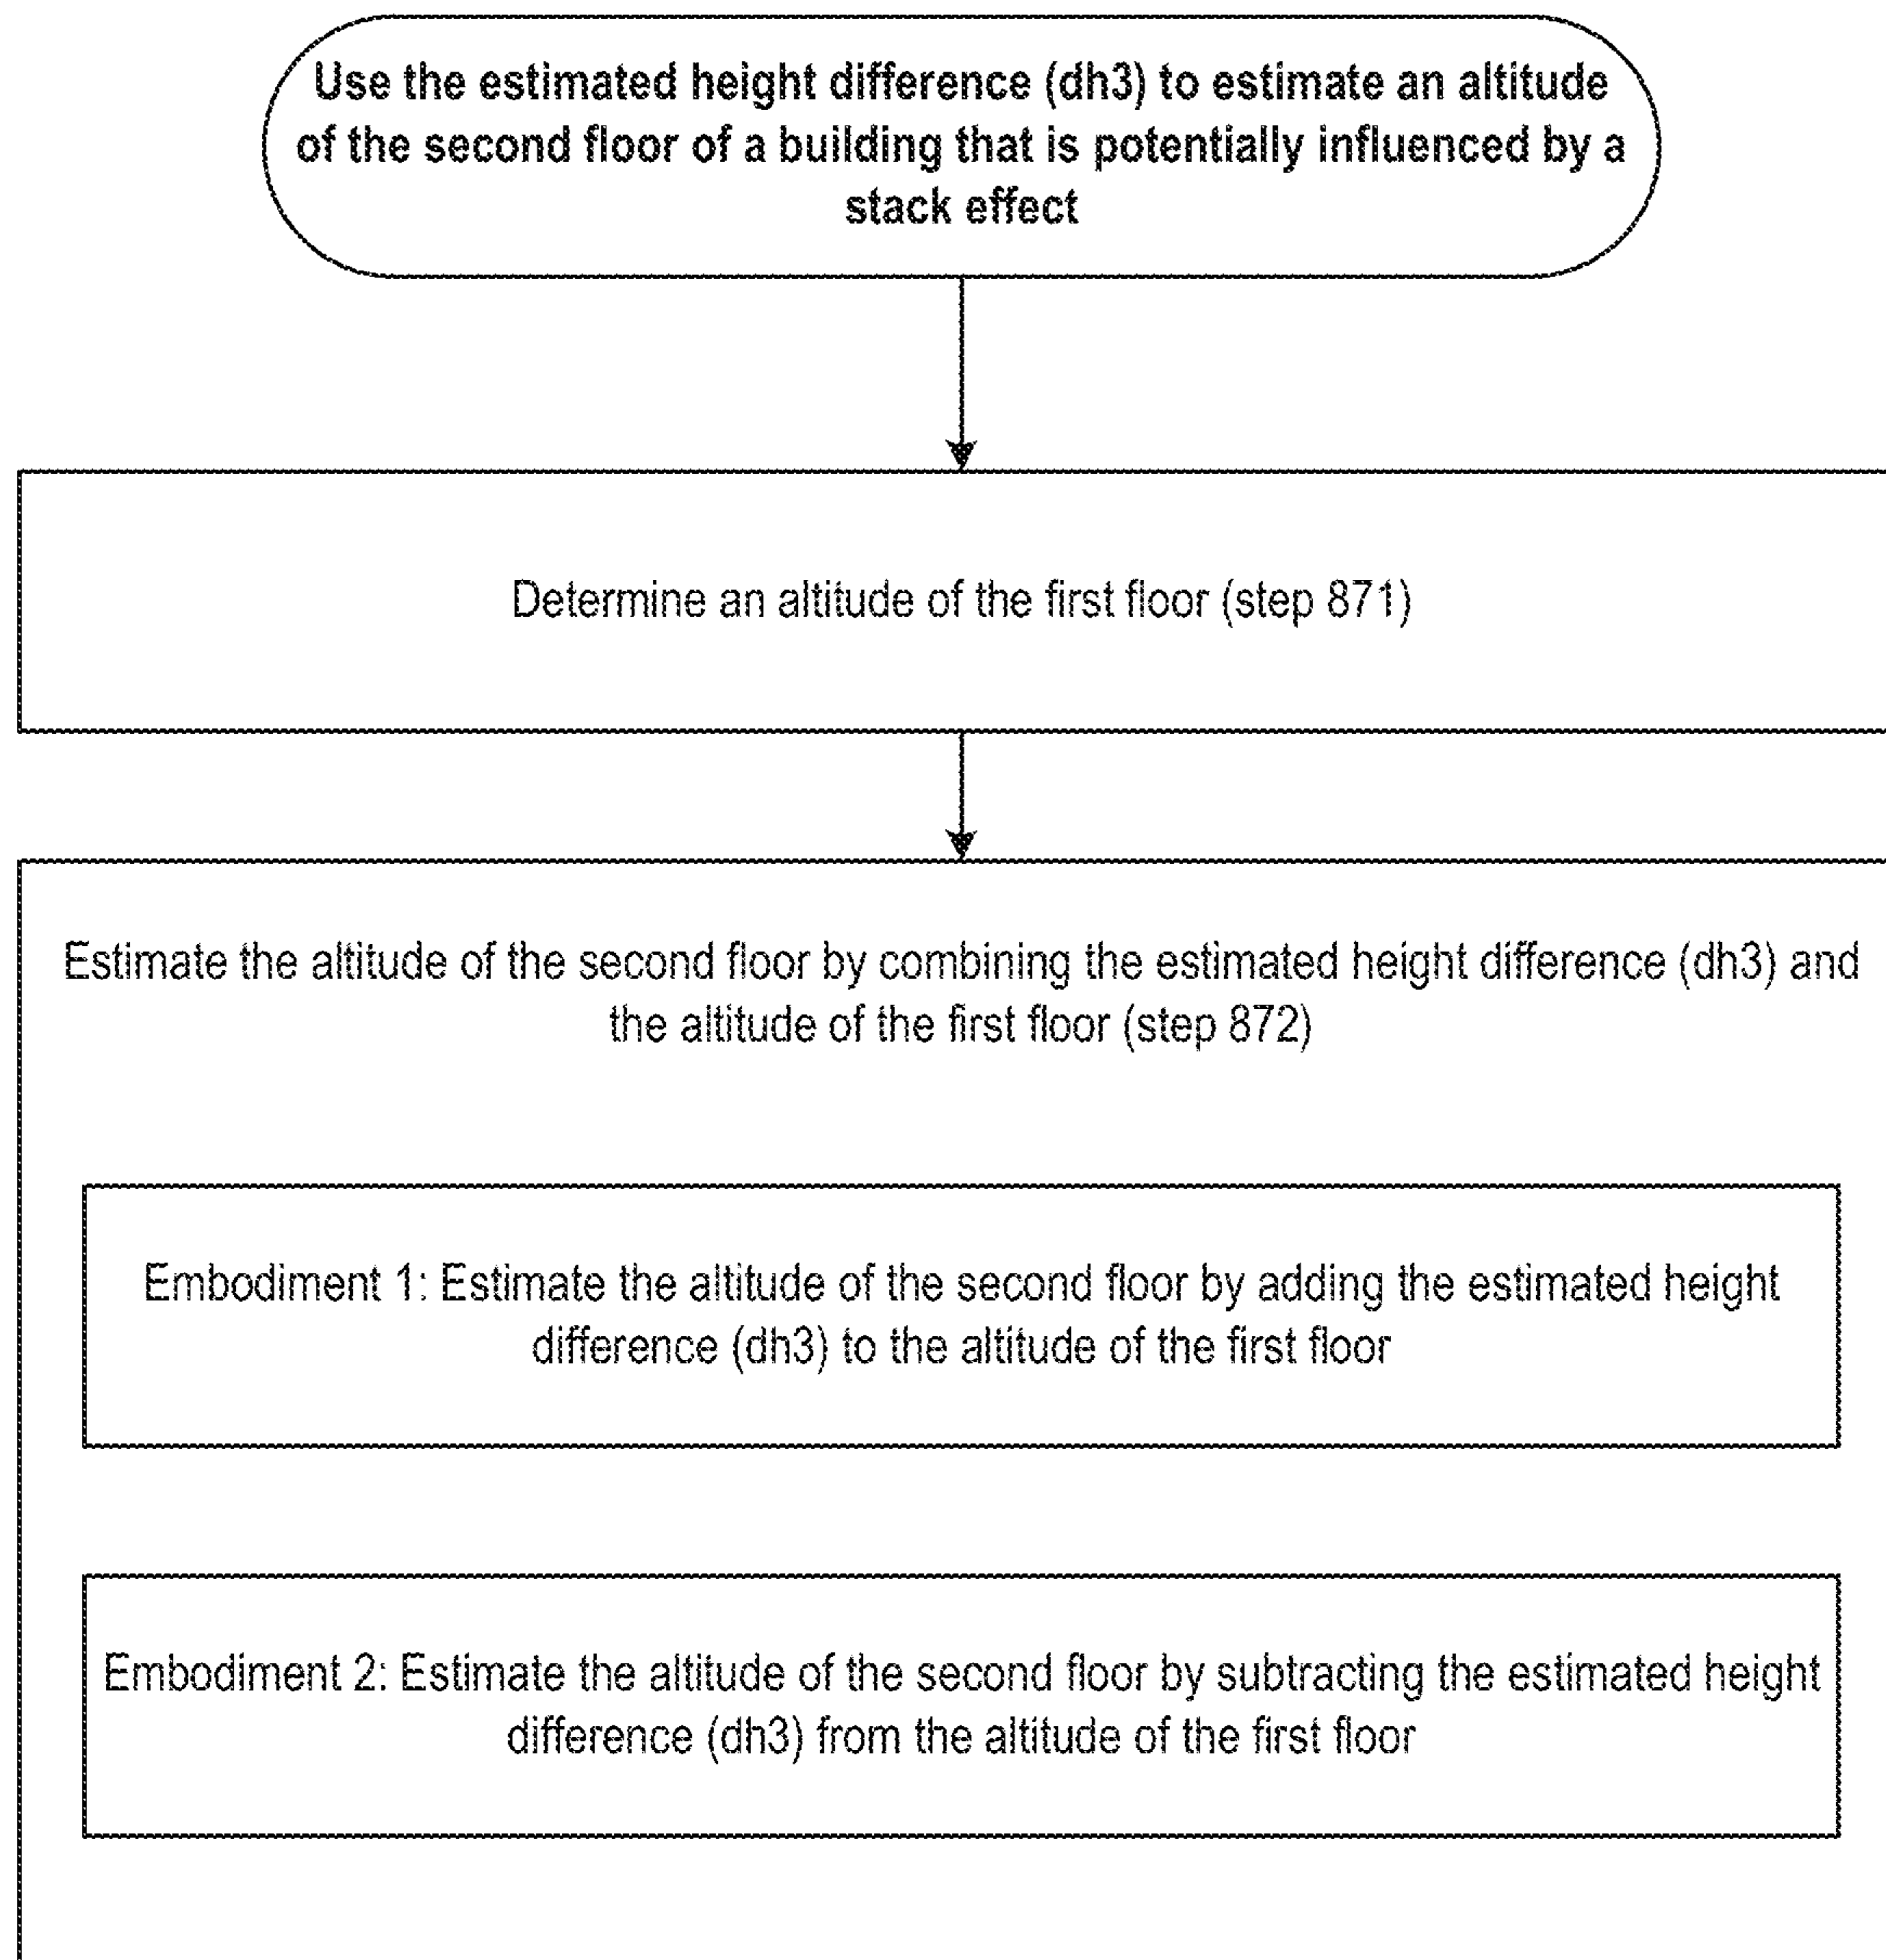 Use the estimated height difference (dh3) to estimate an altitude
of the second floor of a building that is potentially influenced by a
stack effect
Determine an altitude of the first floor (step 871)
Estimate the altitude of the second floor by combining the estimated height difference (dh3) and
the altitude of the first floor (step 872)
Embodiment 1: Estimate the altitude of the second floor by adding the estimated height
difference (dh3) to the altitude of the first floor
Embodiment 2: Estimate the altitude of the second floor by subtracting the estimated height
difference (dh3) from the altitude of the first floor